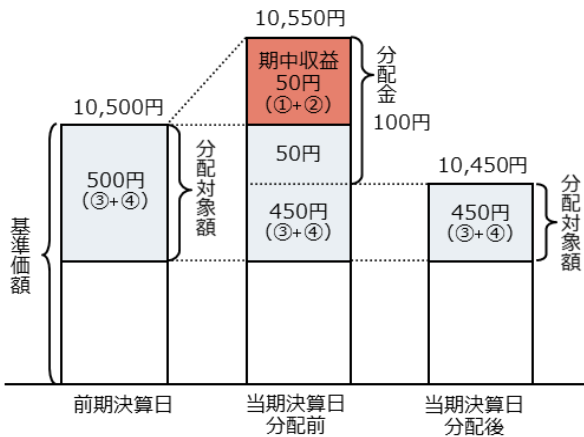 10,550円
期中収益
50円
(①+②)
分配金
100円
10,500円
500円
(③+④)
分配対象額
50円
450円
(③+④)
10,450円
450円
(③+④)
分配対象額
基準価額
前期決算日
当期決算日
分配前
当期決算日
分配後